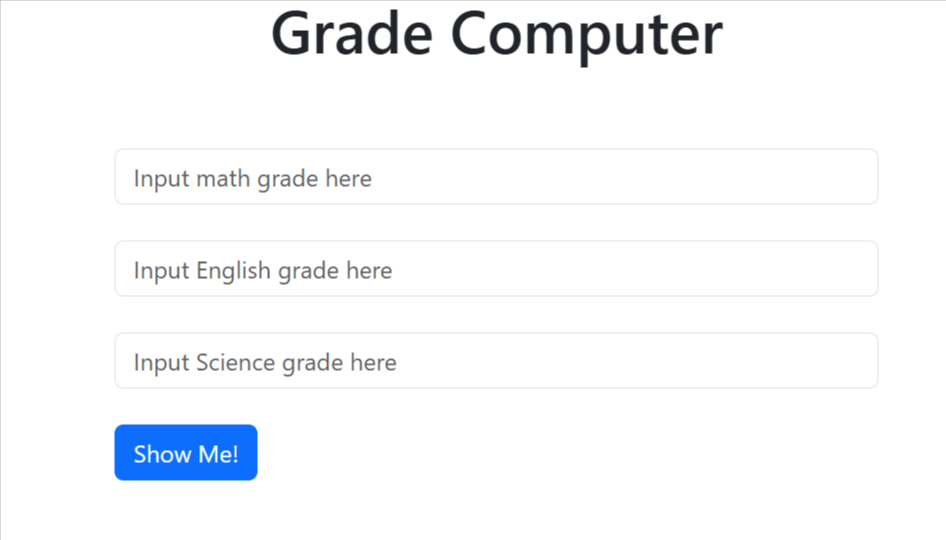 Grade Computer
Input math grade here
Input English grade here
Input Science grade here
Show Me!